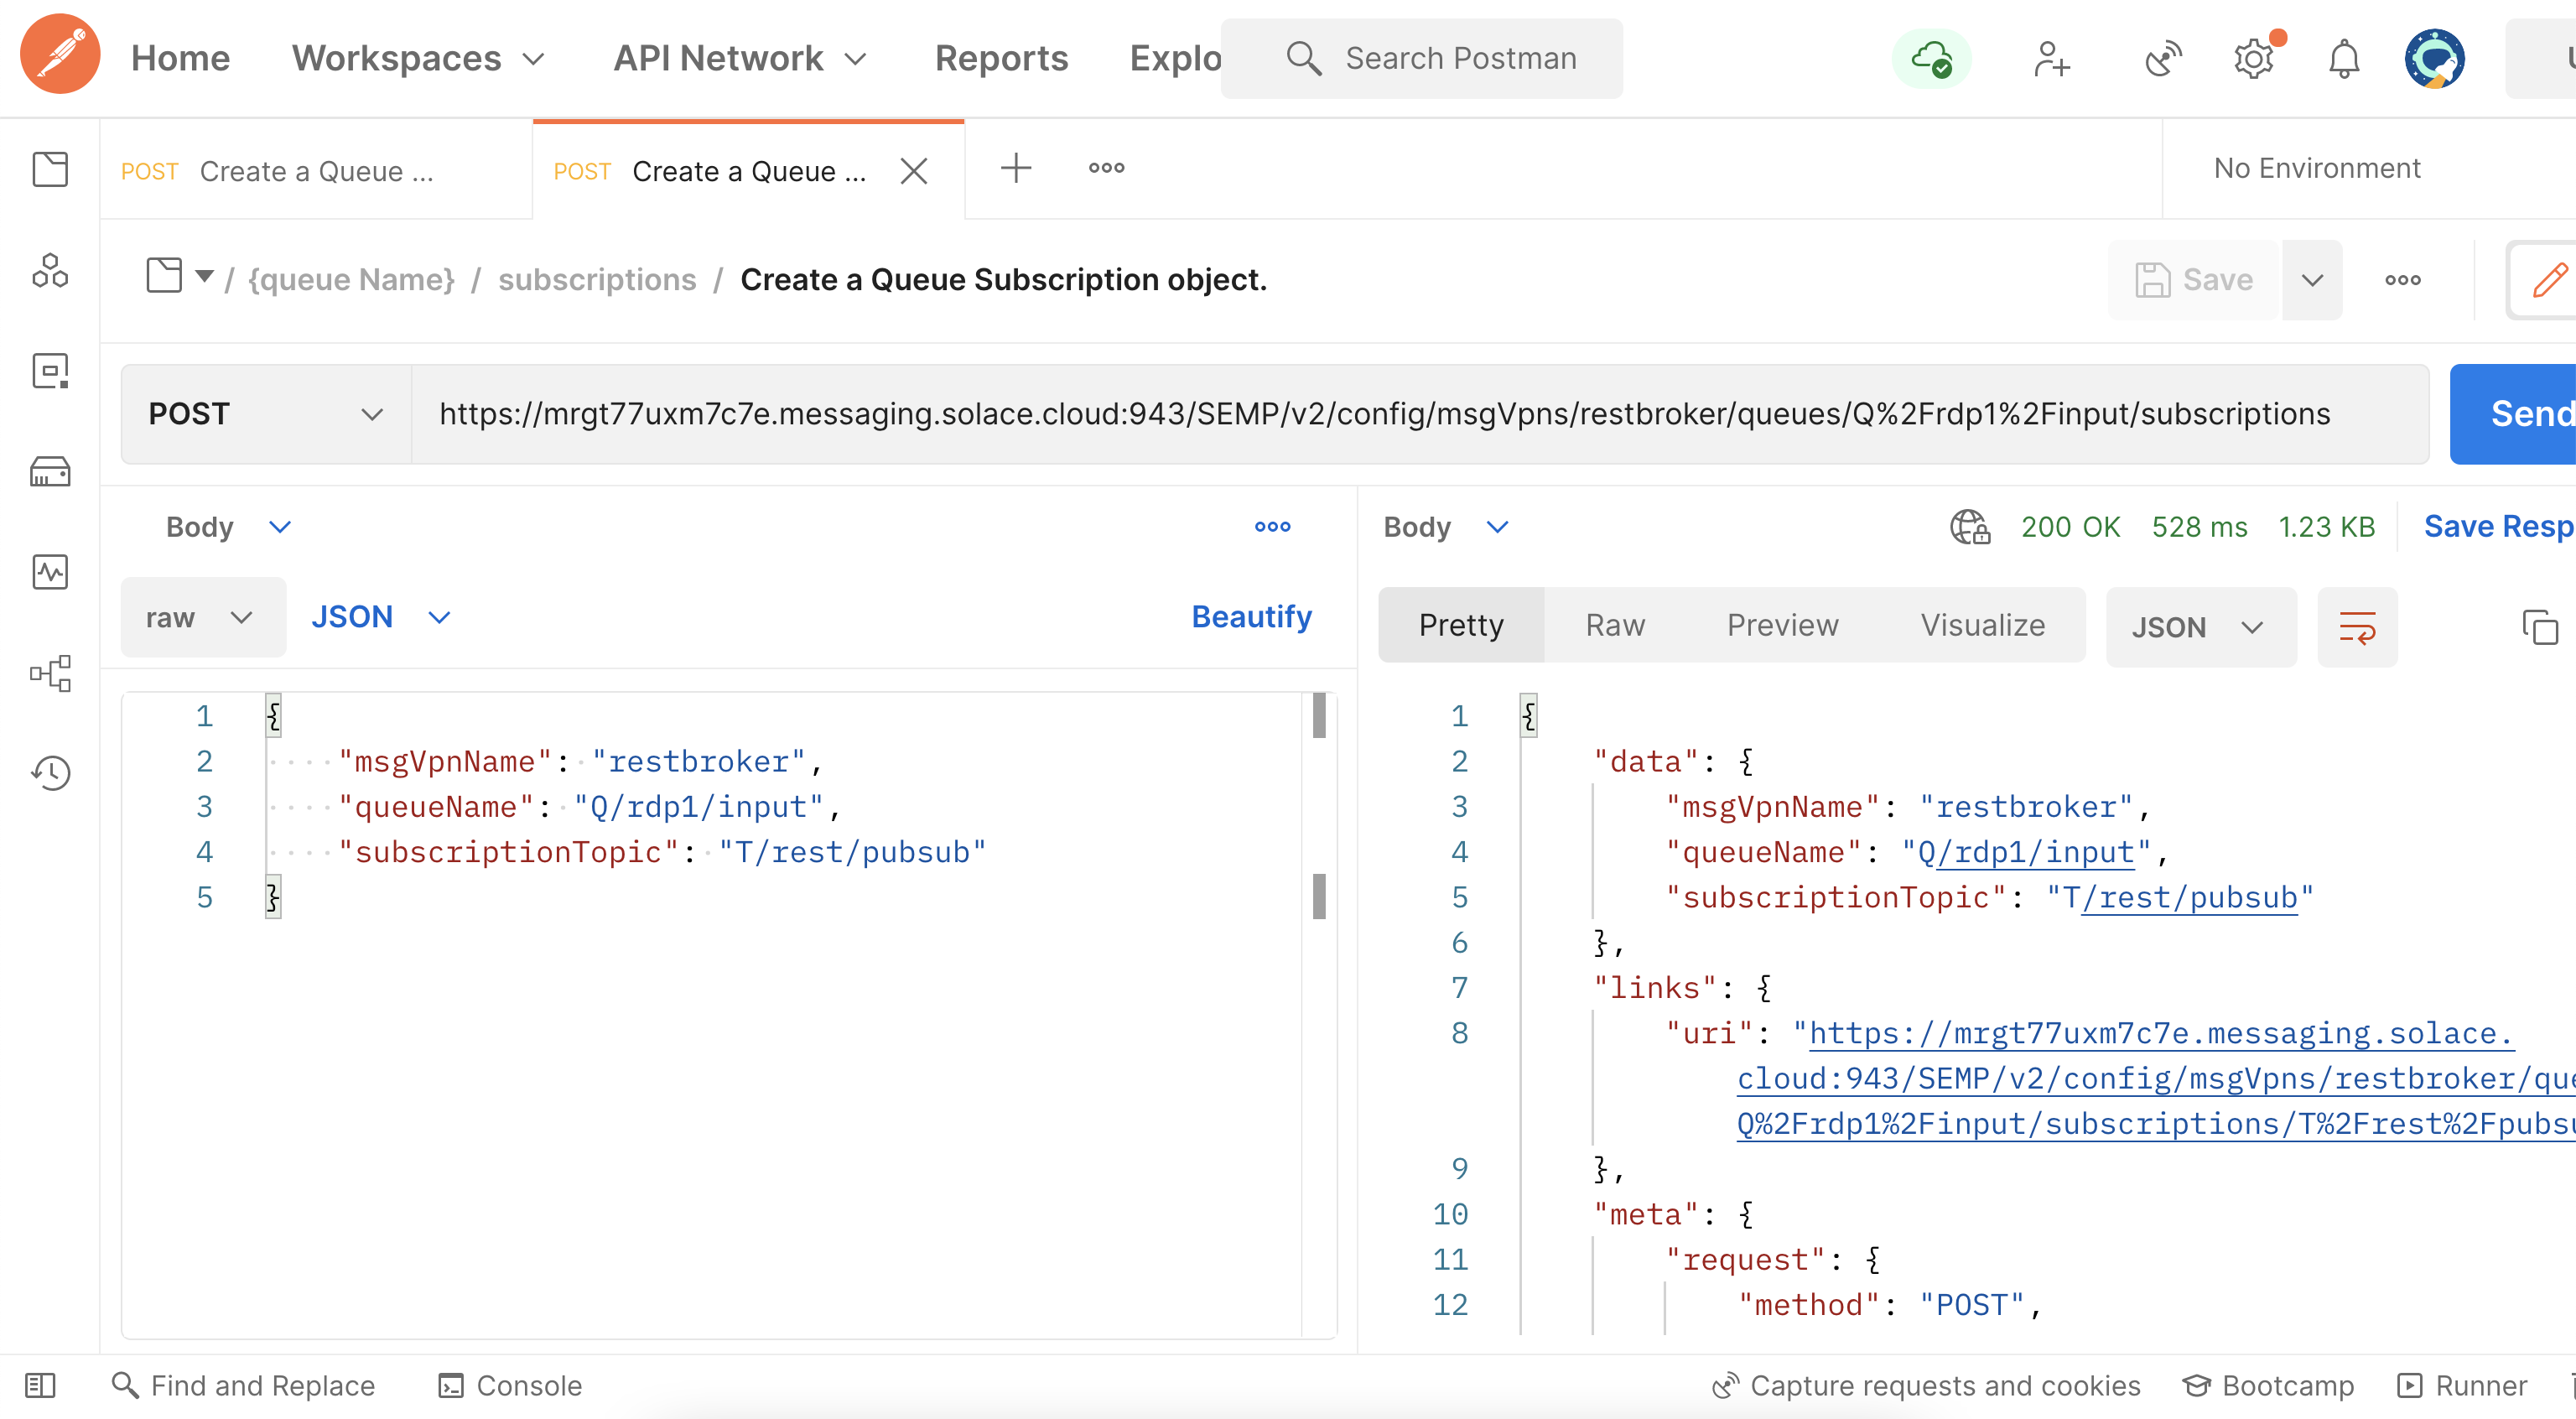 Home Workspaces API Network Reports Explo Search Postman
POST Create a Queue ... POST Create a Queue ... No Environment
/ {queue Name} / subscriptions / Create a Queue Subscription object. Save
POST https://mrgt77uxm7c7e.messaging.solace.cloud:943/SEMP/v2/config/msgVpns/restbroker/queues/Q%2Frdp1%2Finput/subscriptions Send
Body
raw JSON Beautify
1 {
2 "msgVpnName": "restbroker",
3 "queueName": "Q/rdp1/input",
4 "subscriptionTopic": "T/rest/pubsub"
5 }
Body 200 OK 528 ms 1.23 KB Save Resp
Pretty Raw Preview Visualize JSON
1 {
2 "data": {
3 "msgVpnName": "restbroker",
4 "queueName": "Q/rdp1/input",
5 "subscriptionTopic": "T/rest/pubsub"
6 },
7 "links": {
8 "uri": "https://mrgt77uxm7c7e.messaging.solace.
cloud:943/SEMP/v2/config/msgVpns/restbroker/que
Q%2Frdp1%2Finput/subscriptions/T%2Frest%2Fpubsu
9 },
10 "meta": {
11 "request": {
12 "method": "POST",
Find and Replace Console Capture requests and cookies Bootcamp Runner